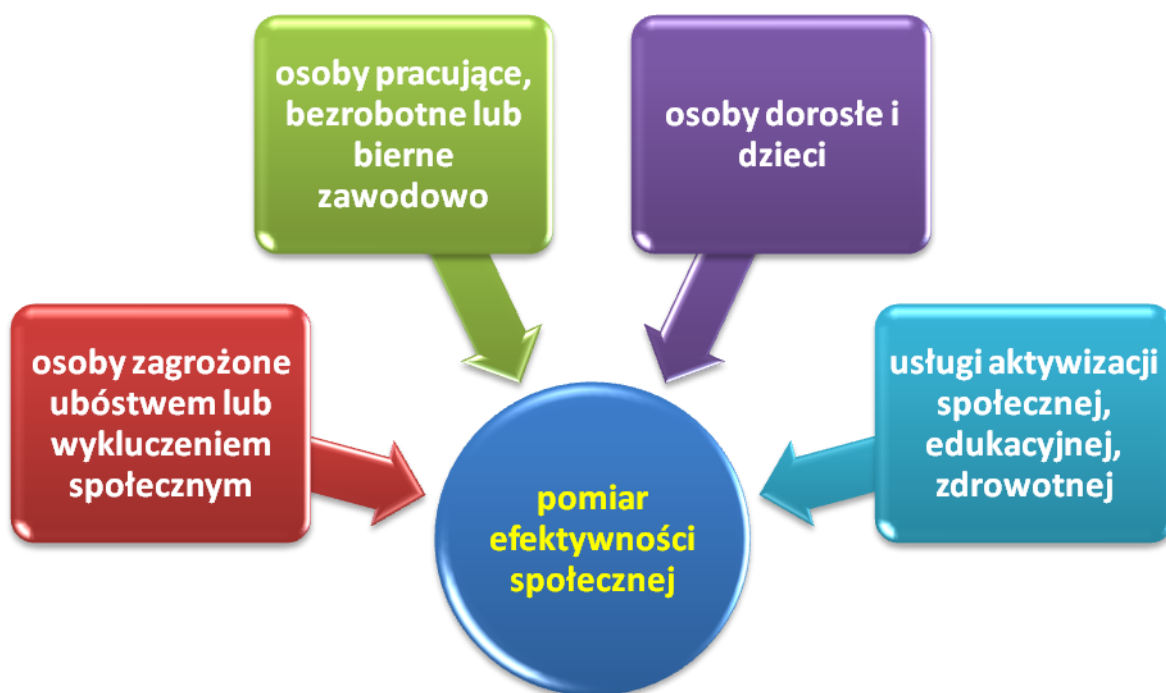 osoby pracujące,
bezrobotne lub
bierne
zawodowo
osoby dorosłe i
dzieci
osoby zagrożone
ubóstwem lub
wykluczeniem
społecznym
usługi aktywizacji
społecznej,
edukacyjnej,
zdrowotnej
pomiar
efektywności
społecznej